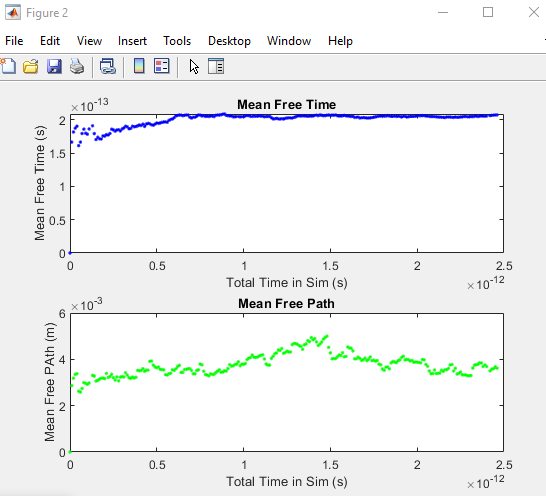 Figure 2
File Edit View Insert Tools Desktop Window Help
×10^-13
Mean Free Time
2
1.5
1
0.5
0
Mean Free Time (s)
0 0.5 1 1.5 2 2.5
Total Time in Sim (s)
×10^-12
×10^-3
Mean Free Path
6
4
2
0
Mean Free PAth (m)
0 0.5 1 1.5 2 2.5
Total Time in Sim (s)
×10^-12